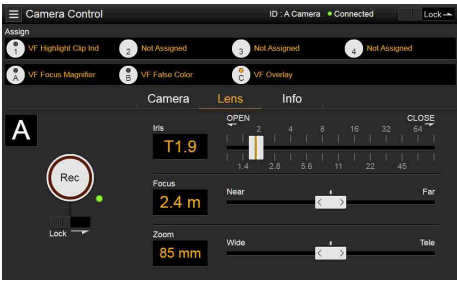 Camera Control
ID : A Camera
Connected
Lock
Assign
1 VF Highlight Clip Ind
2 Not Assigned
3 Not Assigned
4 Not Assigned
A VF Focus Magnifier
B VF False Color
C VF Overlay
Camera Lens Info
A
Rec
Lock
Iris
T1.9
OPEN CLOSE
2 4 8 16 32 64
1.4 2.8 5.6 11 22 45
Focus
2.4 m
Near Far
Zoom
85 mm
Wide Tele